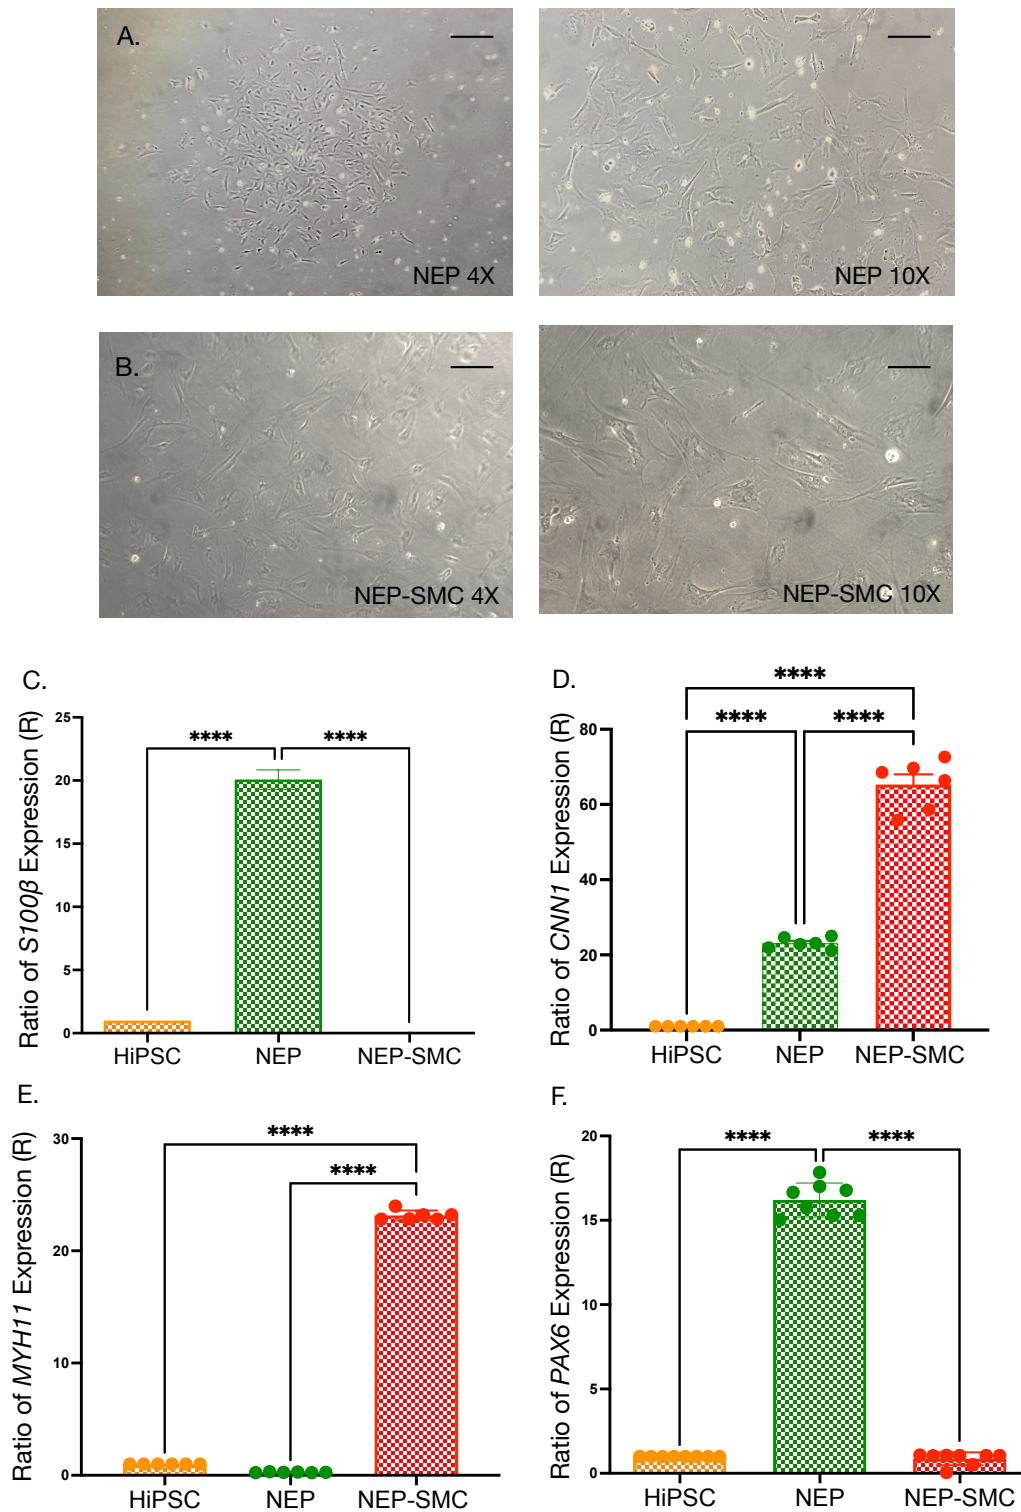 A.
NEP 4X
NEP 10X
B.
NEP-SMC 4X
NEP-SMC 10X
C.
Ratio of S100β Expression (R)
25
20
15
10
5
0
****
****
HiPSC
NEP
NEP-SMC
D.
Ratio of CNN1 Expression (R)
80
60
40
20
0
****
****
****
HiPSC
NEP
NEP-SMC
E.
Ratio of MYH11 Expression (R)
30
20
10
0
****
****
HiPSC
NEP
NEP-SMC
F.
Ratio of PAX6 Expression (R)
20
15
10
5
0
****
****
HiPSC
NEP
NEP-SMC